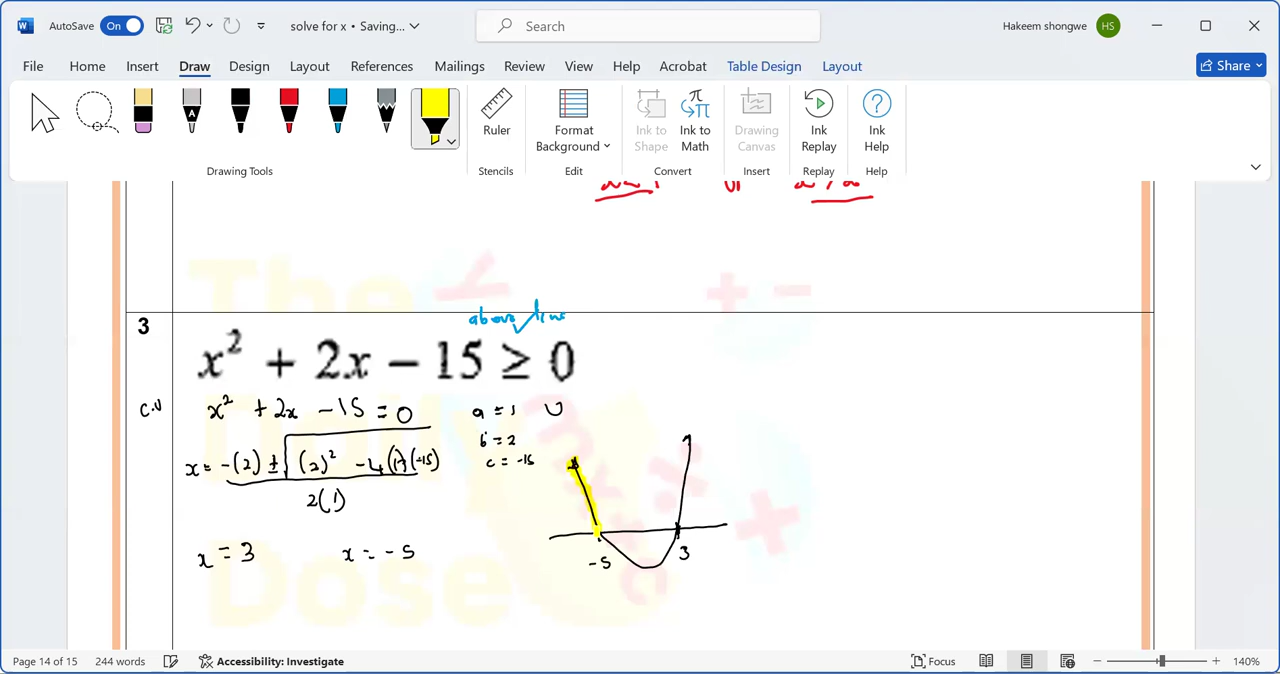 AutoSave On solve for x • Saving... Search Hakeem shongwe HS
File Home Insert Draw Design Layout References Mailings Review View Help Acrobat Table Design Layout Share
A
Ruler
Format Background
Ink to Shape
Ink to Math
Drawing Canvas
Ink Replay
Ink Help
Drawing Tools Stencils Edit Convert Insert Replay Help
The
Daily
Dose
Maths
3
above line
x² + 2x − 15 ≥ 0
C.V x² + 2x - 15 = 0 a = 1
b = 2
c = -15
x = -(2) ± √(2)² - 4(1)(-15)
2(1)
x = 3 x = -5
-5 3
Page 14 of 15 244 words Accessibility: Investigate Focus 140%